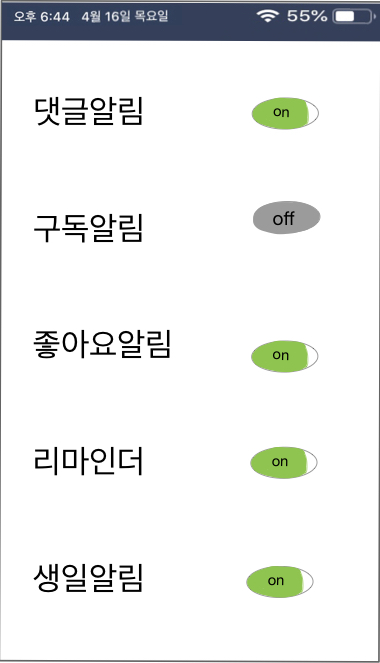 오후 6:44 4월 16일 목요일 55%
댓글알림 on
구독알림 off
좋아요알림 on
리마인더 on
생일알림 on